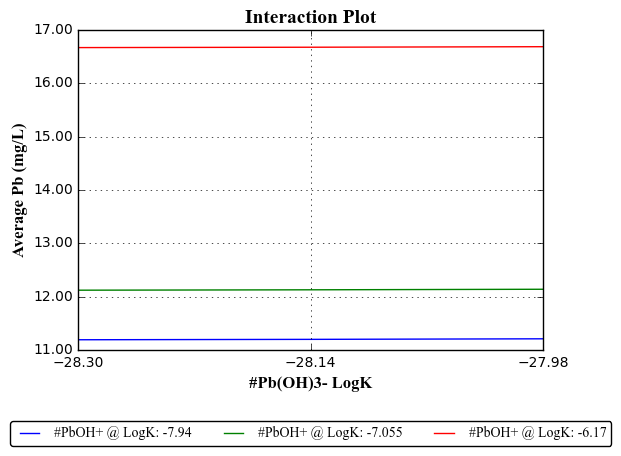 Interaction Plot
17.00
16.00
15.00
14.00
13.00
12.00
11.00
Average Pb (mg/L)
−28.30 −28.14 −27.98
#Pb(OH)3- LogK
#PbOH+ @ LogK: -7.94 #PbOH+ @ LogK: -7.055 #PbOH+ @ LogK: -6.17